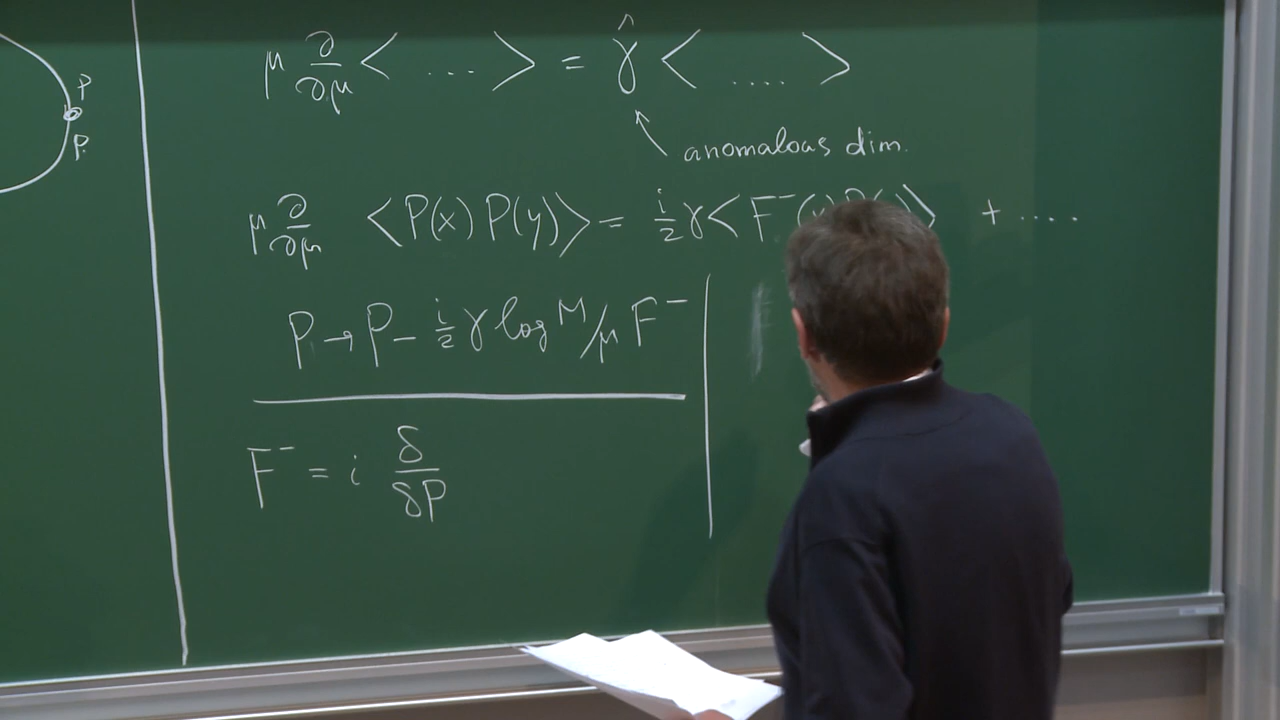 P
P.
μ ∂/∂μ < .... > = γ̂ < .... >
anomalous dim.
μ ∂/∂μ <P(x) P(y)> = i/2 γ < F⁻( > + ....
P → P - i/2 γ log M/μ F⁻
F⁻ = i δ/δP